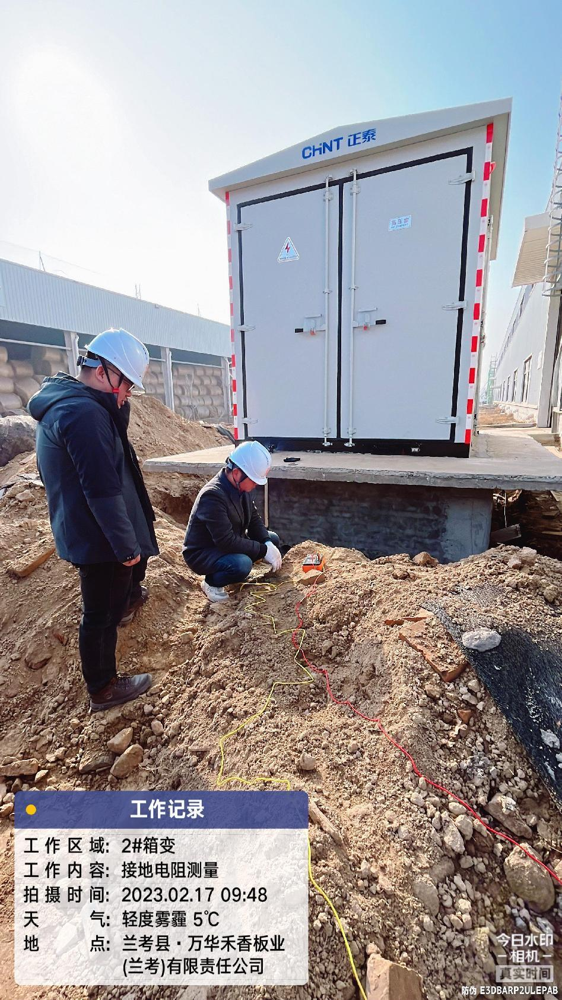 CHNT 正泰
高压室
工作记录
工作区域: 2#箱变
工作内容: 接地电阻测量
拍摄时间: 2023.02.17 09:48
天气: 轻度雾霾 5℃
地点: 兰考县·万华禾香板业
(兰考)有限责任公司
今日水印
相机
真实时间
防伪 E3DBARP2ULEPAB